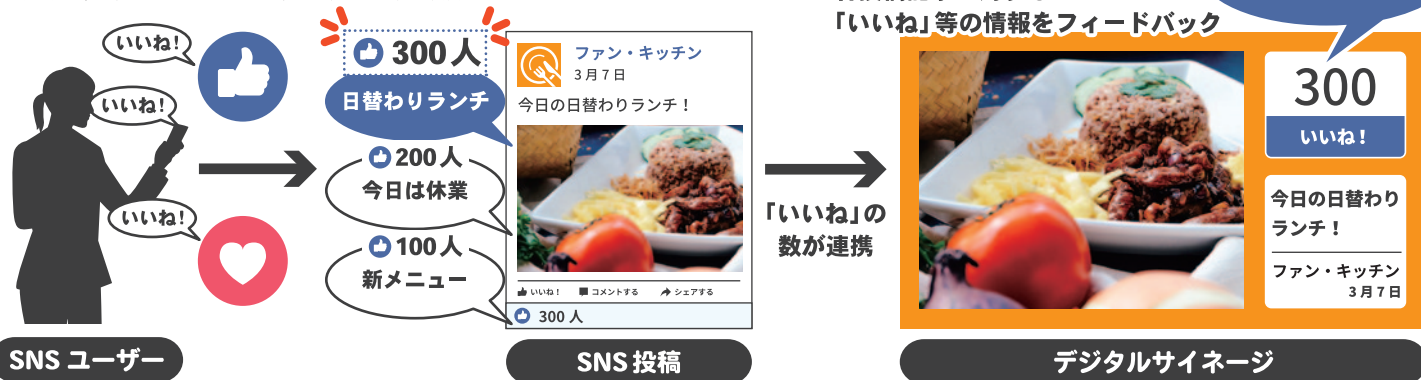 「いいね」等の情報をフィードバック
いいね!
いいね!
いいね!
300人
日替わりランチ
200人
今日は休業
100人
新メニュー
ファン・キッチン
3月7日
今日の日替わりランチ！
いいね！ コメントする シェアする
300人
「いいね」の
数が連携
300
いいね！
今日の日替わり
ランチ！
ファン・キッチン
3月7日
SNS ユーザー
SNS 投稿
デジタルサイネージ